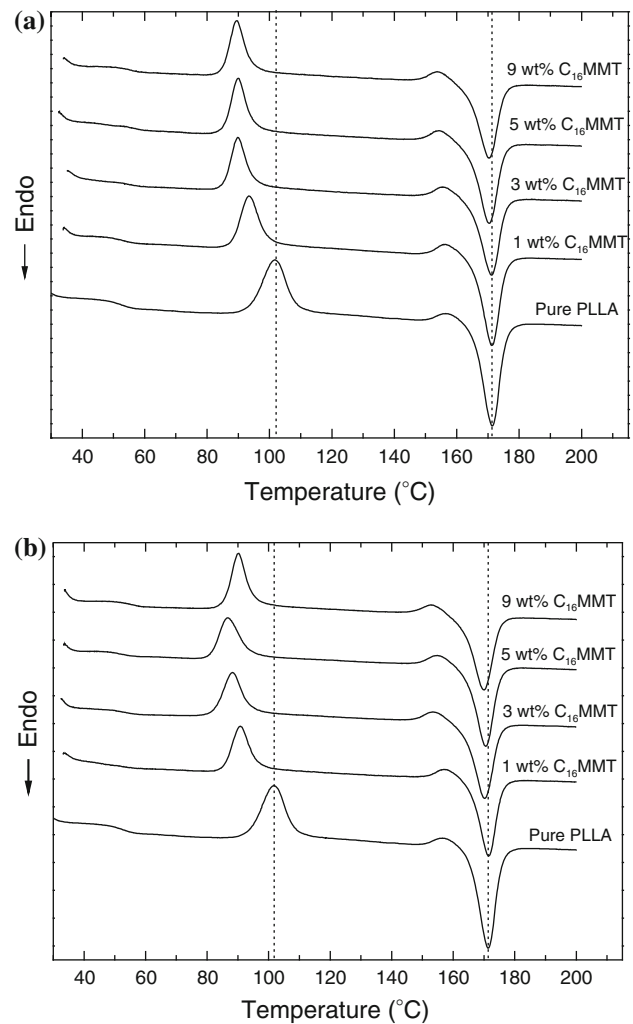 (a)
9 wt% C₁₆MMT
5 wt% C₁₆MMT
3 wt% C₁₆MMT
1 wt% C₁₆MMT
Pure PLLA
← Endo
40 60 80 100 120 140 160 180 200
Temperature (°C)
(b)
9 wt% C₁₆MMT
5 wt% C₁₆MMT
3 wt% C₁₆MMT
1 wt% C₁₆MMT
Pure PLLA
← Endo
40 60 80 100 120 140 160 180 200
Temperature (°C)